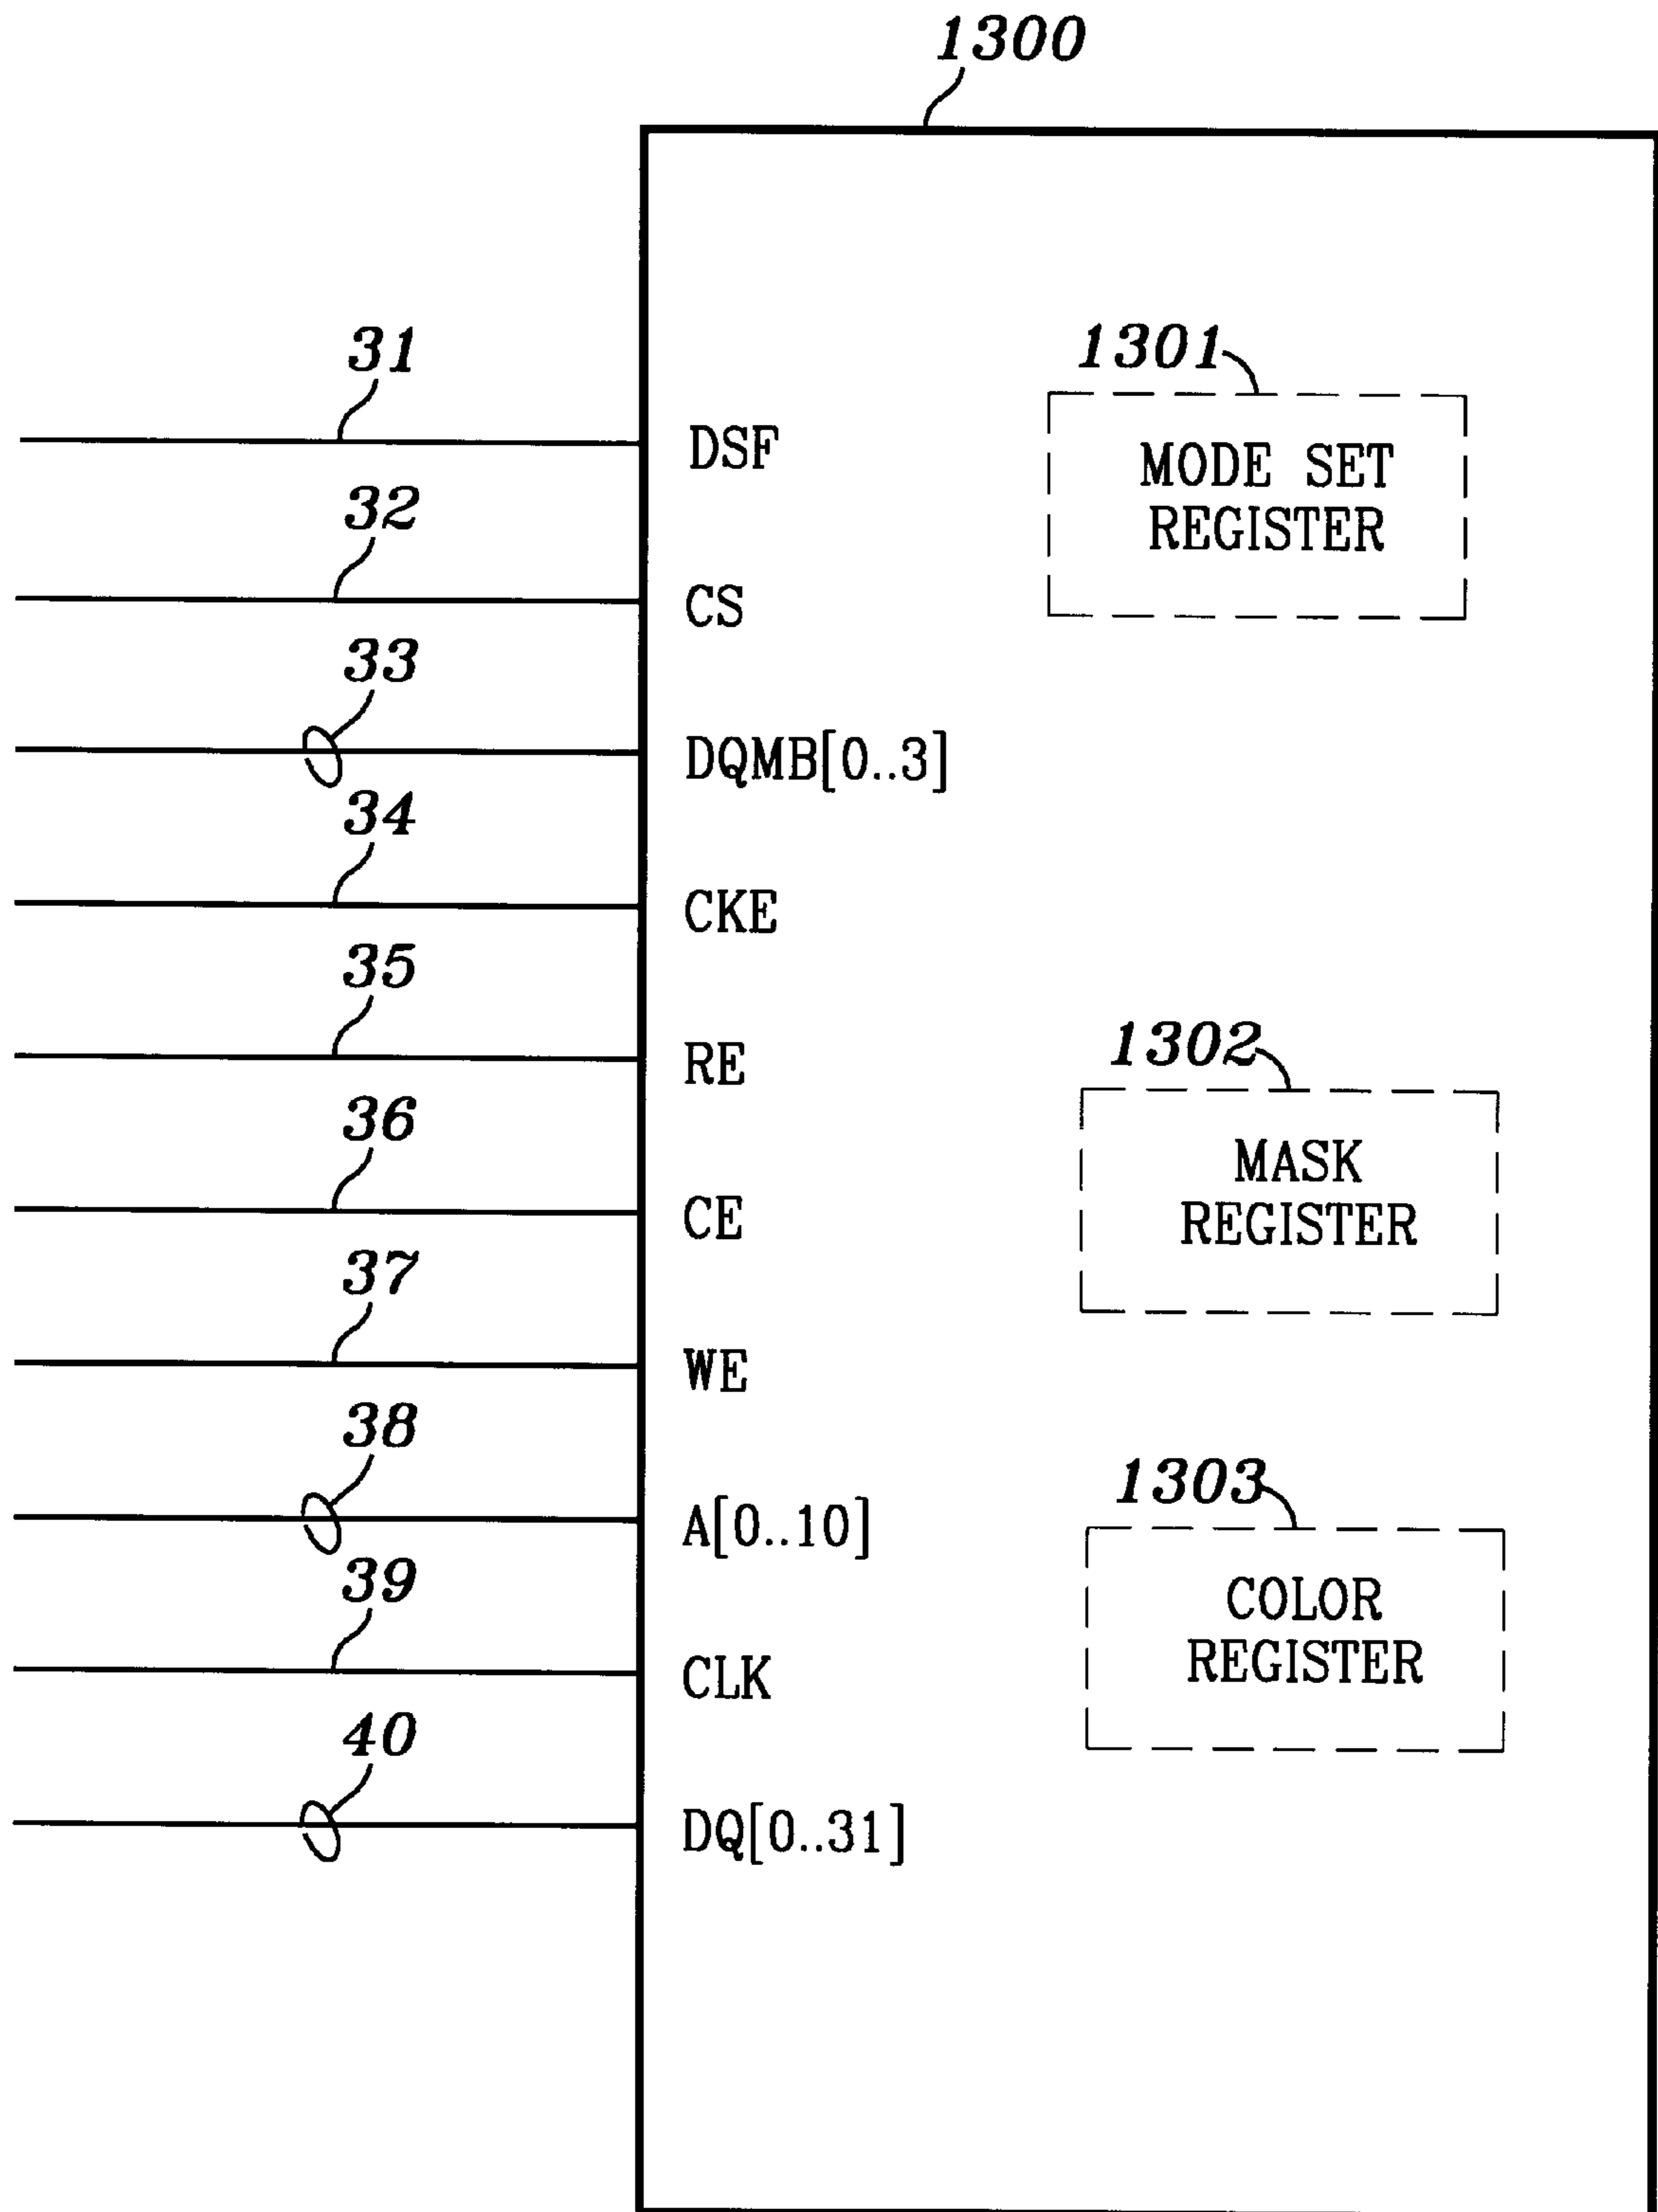 1300
31
DSF
1301
MODE SET
REGISTER
32
CS
33
DQMB[0..3]
34
CKE
35
RE
1302
MASK
REGISTER
36
CE
37
WE
38
A[0..10]
1303
COLOR
REGISTER
39
CLK
40
DQ[0..31]